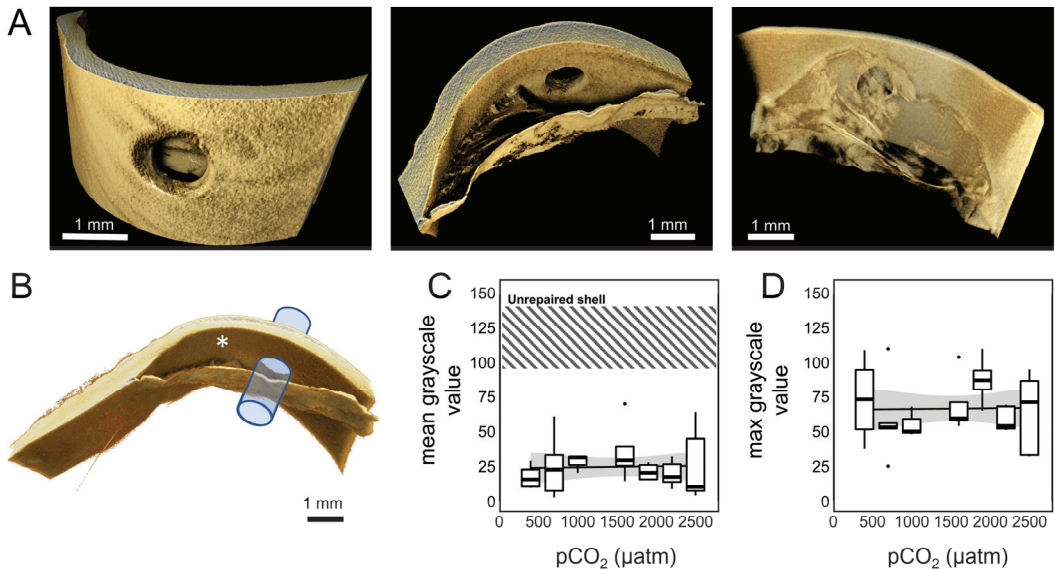 A
1 mm
1 mm
1 mm
B
*
1 mm
C
mean grayscale
value
150
125
100
75
50
25
0
Unrepaired shell
500 1000 1500 2000 2500
pCO2 (µatm)
D
max grayscale
value
150
125
100
75
50
25
0
500 1000 1500 2000 2500
pCO2 (µatm)